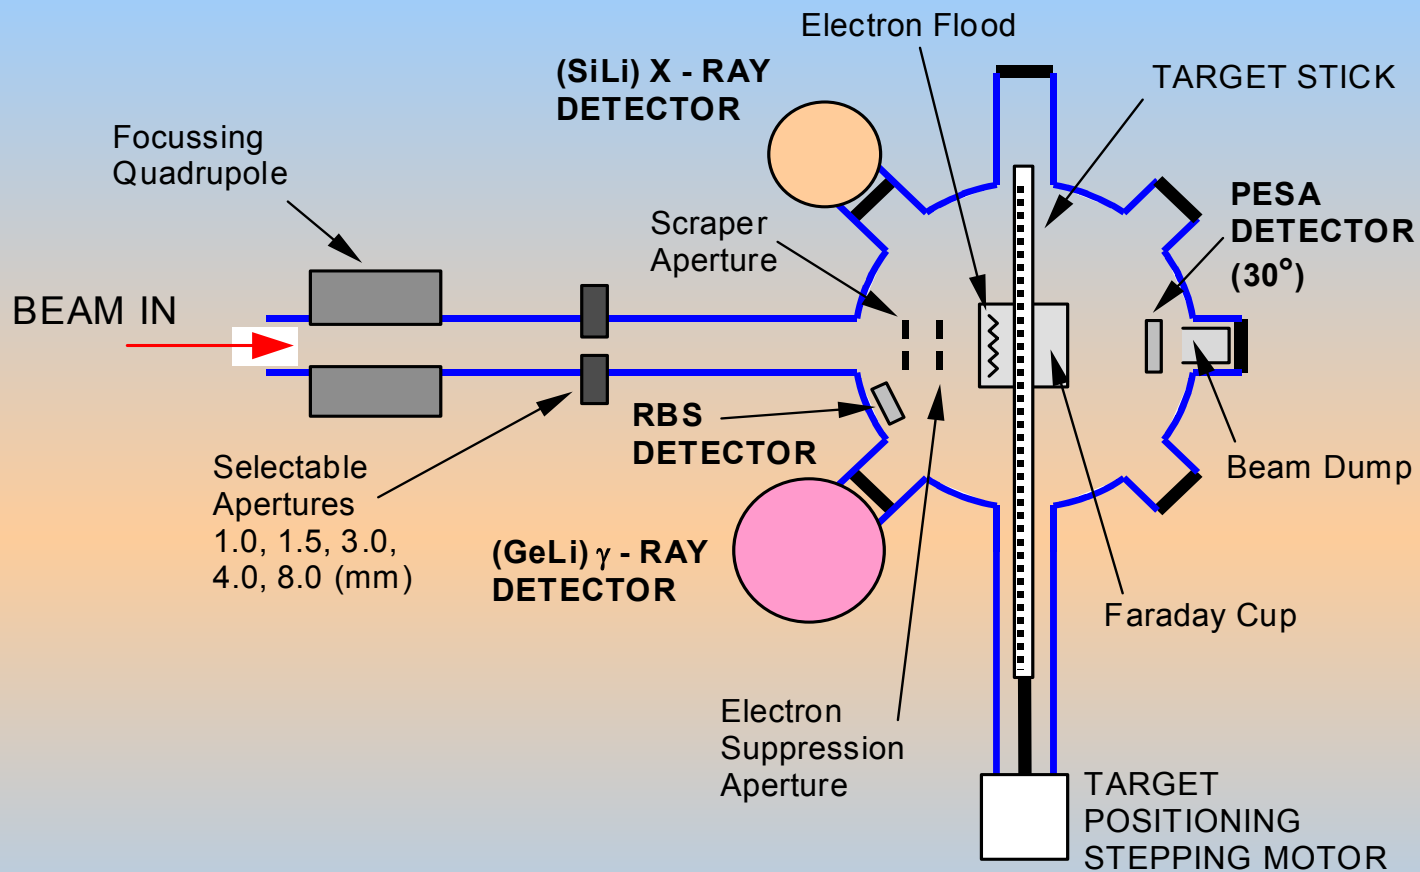 Electron Flood
(SiLi) X - RAY
DETECTOR
TARGET STICK
Focussing
Quadrupole
PESA
DETECTOR
(30°)
Scraper
Aperture
BEAM IN
RBS
DETECTOR
Selectable
Apertures
1.0, 1.5, 3.0,
4.0, 8.0 (mm)
Beam Dump
(GeLi) γ - RAY
DETECTOR
Faraday Cup
Electron
Suppression
Aperture
TARGET
POSITIONING
STEPPING MOTOR